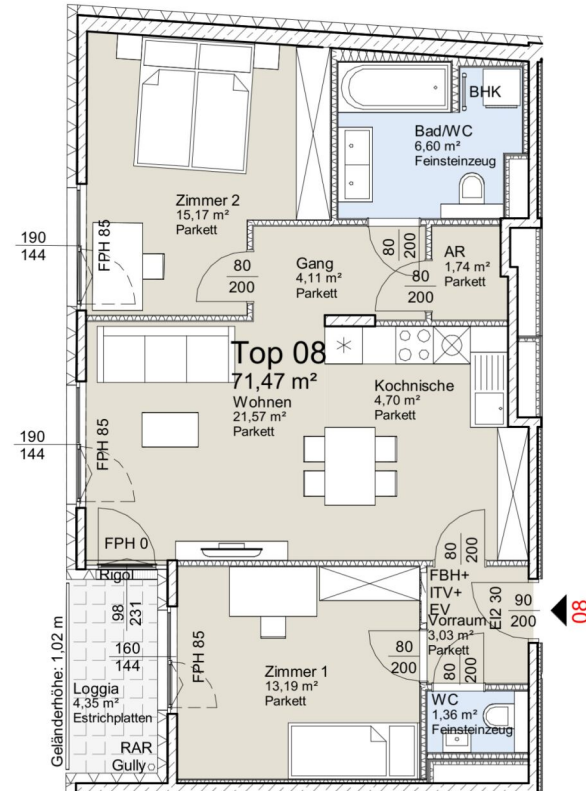 BHK
Bad/WC
6,60 m²
Feinsteinzeug
Zimmer 2
15,17 m²
Parkett
190
144
FPH 85
80
200
Gang
4,11 m²
Parkett
80
200
80
200
AR
1,74 m²
Parkett
Top 08
71,47 m²
Wohnen
21,57 m²
Parkett
Kochnische
4,70 m²
Parkett
190
144
FPH 85
FPH 0
Rigol
98
231
80
200
FBH+
ITV+
EV
Vorraum
3,03 m²
Parkett
EI2 30
90
200
08
Geländerhöhe: 1,02 m
160
144
FPH 85
Loggia
4,35 m²
Estrichplatten
RAR
Gully
Zimmer 1
13,19 m²
Parkett
80
200
80
200
WC
1,36 m²
Feinsteinzeug